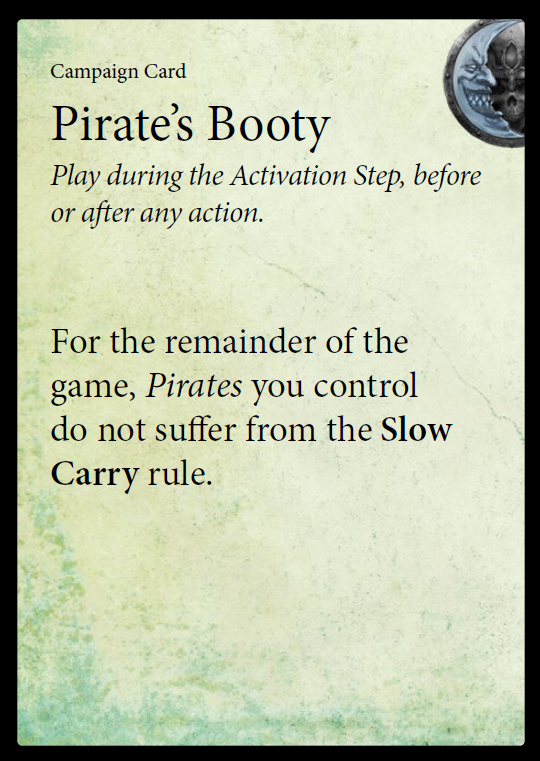 Campaign Card
Pirate’s Booty
Play during the Activation Step, before
or after any action.
For the remainder of the
game, Pirates you control
do not suffer from the Slow
Carry rule.